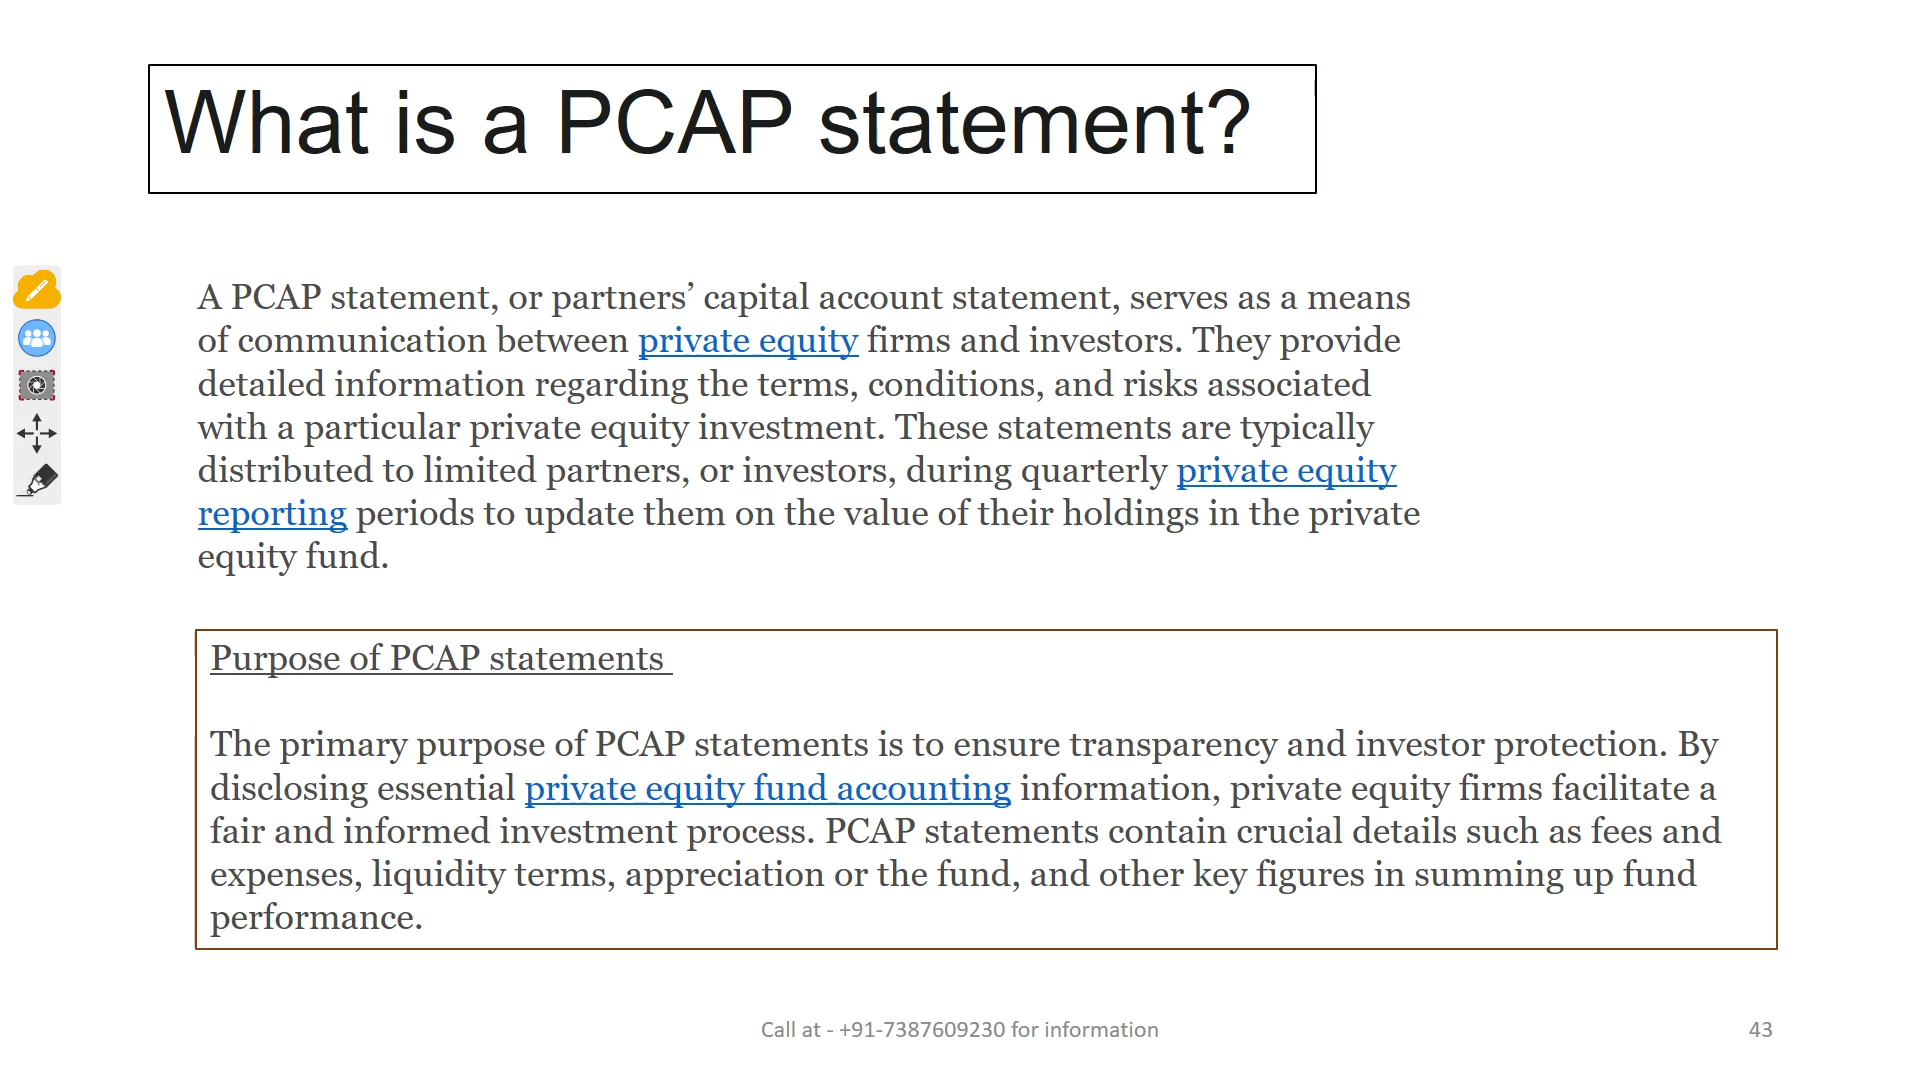 What is a PCAP statement?
A PCAP statement, or partners’ capital account statement, serves as a means
of communication between private equity firms and investors. They provide
detailed information regarding the terms, conditions, and risks associated
with a particular private equity investment. These statements are typically
distributed to limited partners, or investors, during quarterly private equity
reporting periods to update them on the value of their holdings in the private
equity fund.
Purpose of PCAP statements
The primary purpose of PCAP statements is to ensure transparency and investor protection. By
disclosing essential private equity fund accounting information, private equity firms facilitate a
fair and informed investment process. PCAP statements contain crucial details such as fees and
expenses, liquidity terms, appreciation or the fund, and other key figures in summing up fund
performance.
Call at - +91-7387609230 for information
43